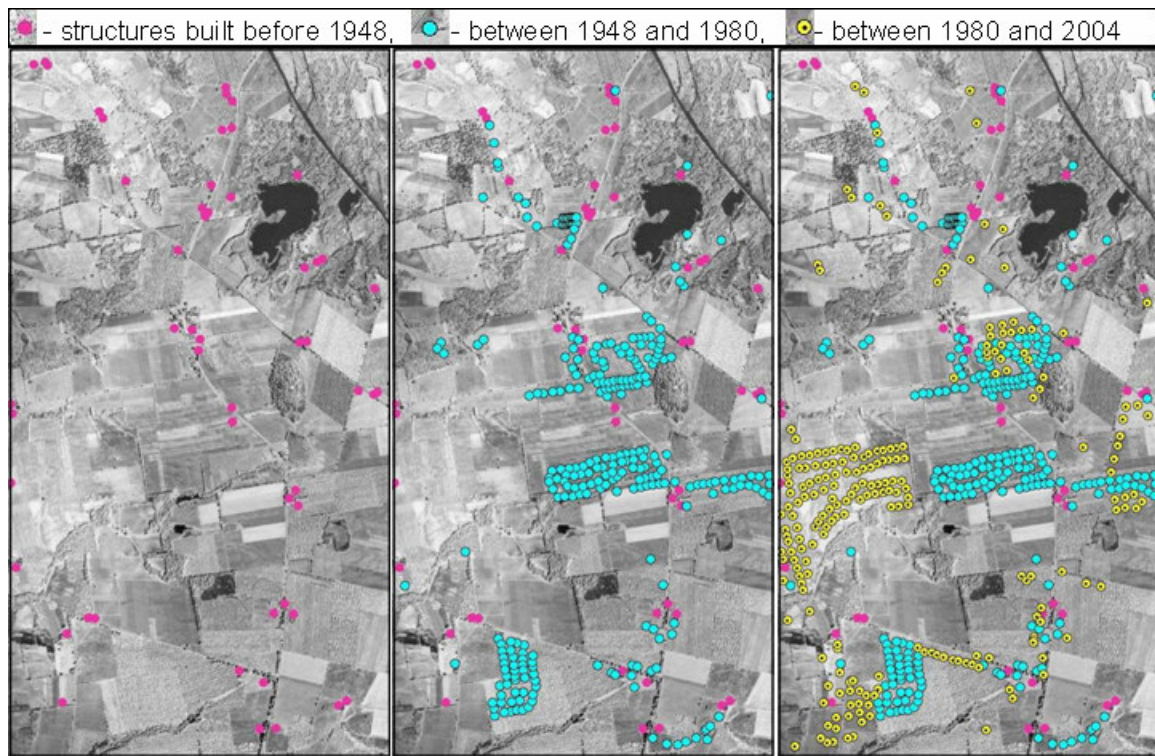 - structures built before 1948, - between 1948 and 1980, - between 1980 and 2004